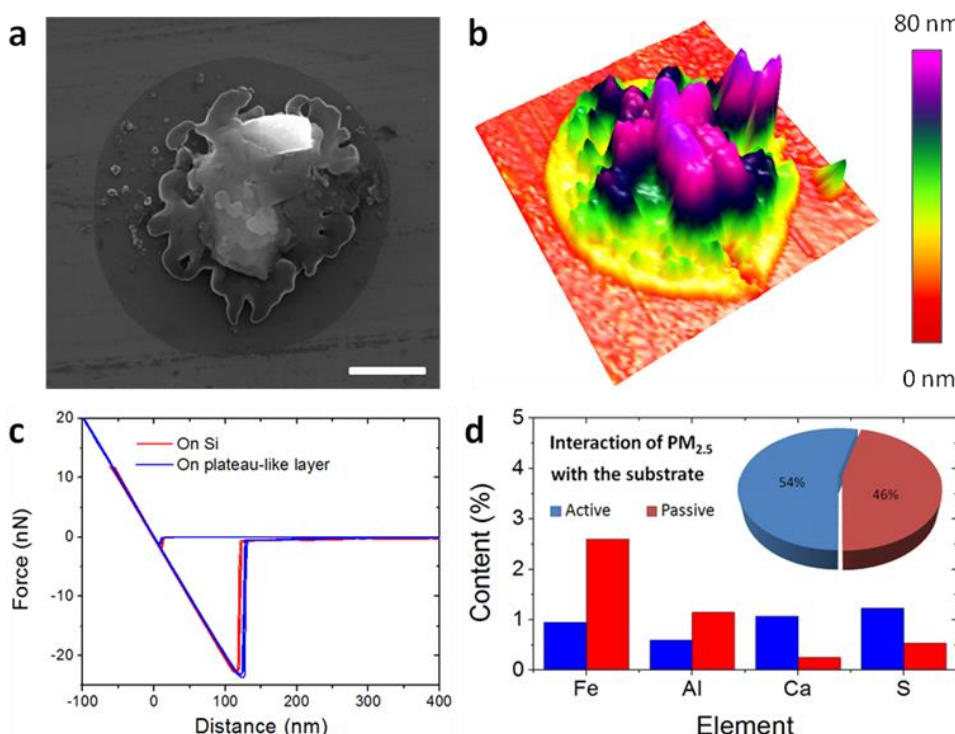 a
b
80 nm
0 nm
c
20
10
0
-10
-20
Force (nN)
On Si
On plateau-like layer
-100
0
100
200
300
400
Distance (nm)
d
5
4
3
2
1
0
Content (%)
Interaction of PM2.5
with the substrate
Active
Passive
54%
46%
Fe
Al
Ca
S
Element